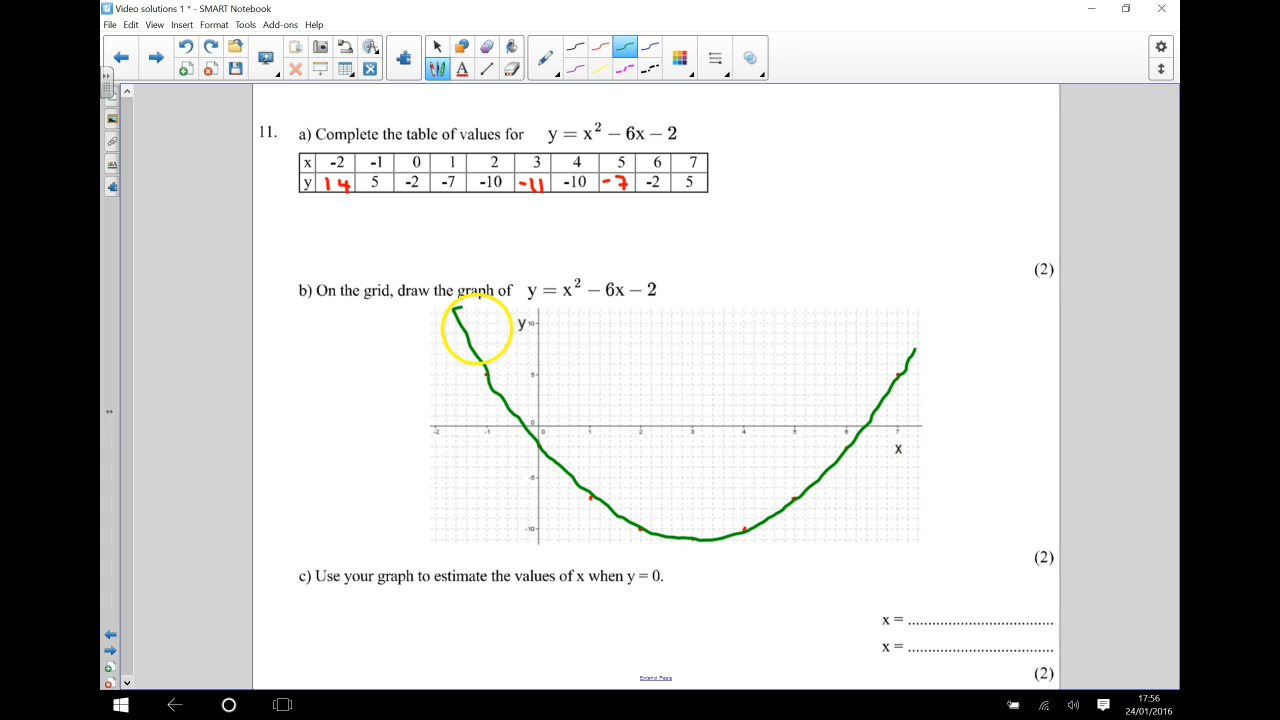 Video solutions 1 * - SMART Notebook
File Edit View Insert Format Tools Add-ons Help
11. a) Complete the table of values for y = x² − 6x − 2
x -2 -1 0 1 2 3 4 5 6 7
y 14 5 -2 -7 -10 -11 -10 -7 -2 5
(2)
b) On the grid, draw the graph of y = x² − 6x − 2
y 10
5
0
-2 -1 0 1 2 3 4 5 6 7
x
-5
-10
(2)
c) Use your graph to estimate the values of x when y = 0.
x = ....................................
x = ....................................
(2)
Extend Page
17:56
24/01/2016